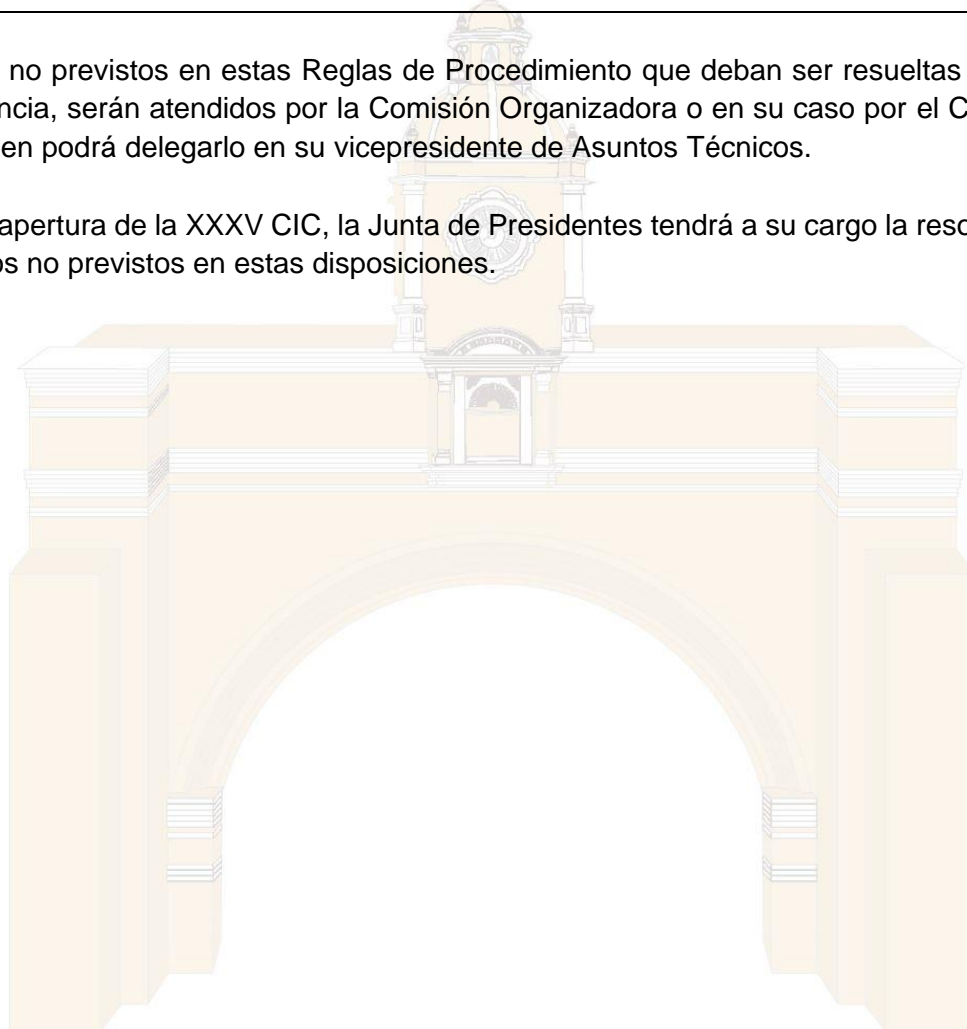 no previstos en estas Reglas de Procedimiento que deban ser resueltas
ncia, serán atendidos por la Comisión Organizadora o en su caso por el C
en podrá delegarlo en su vicepresidente de Asuntos Técnicos.
apertura de la XXXV CIC, la Junta de Presidentes tendrá a su cargo la reso
os no previstos en estas disposiciones.